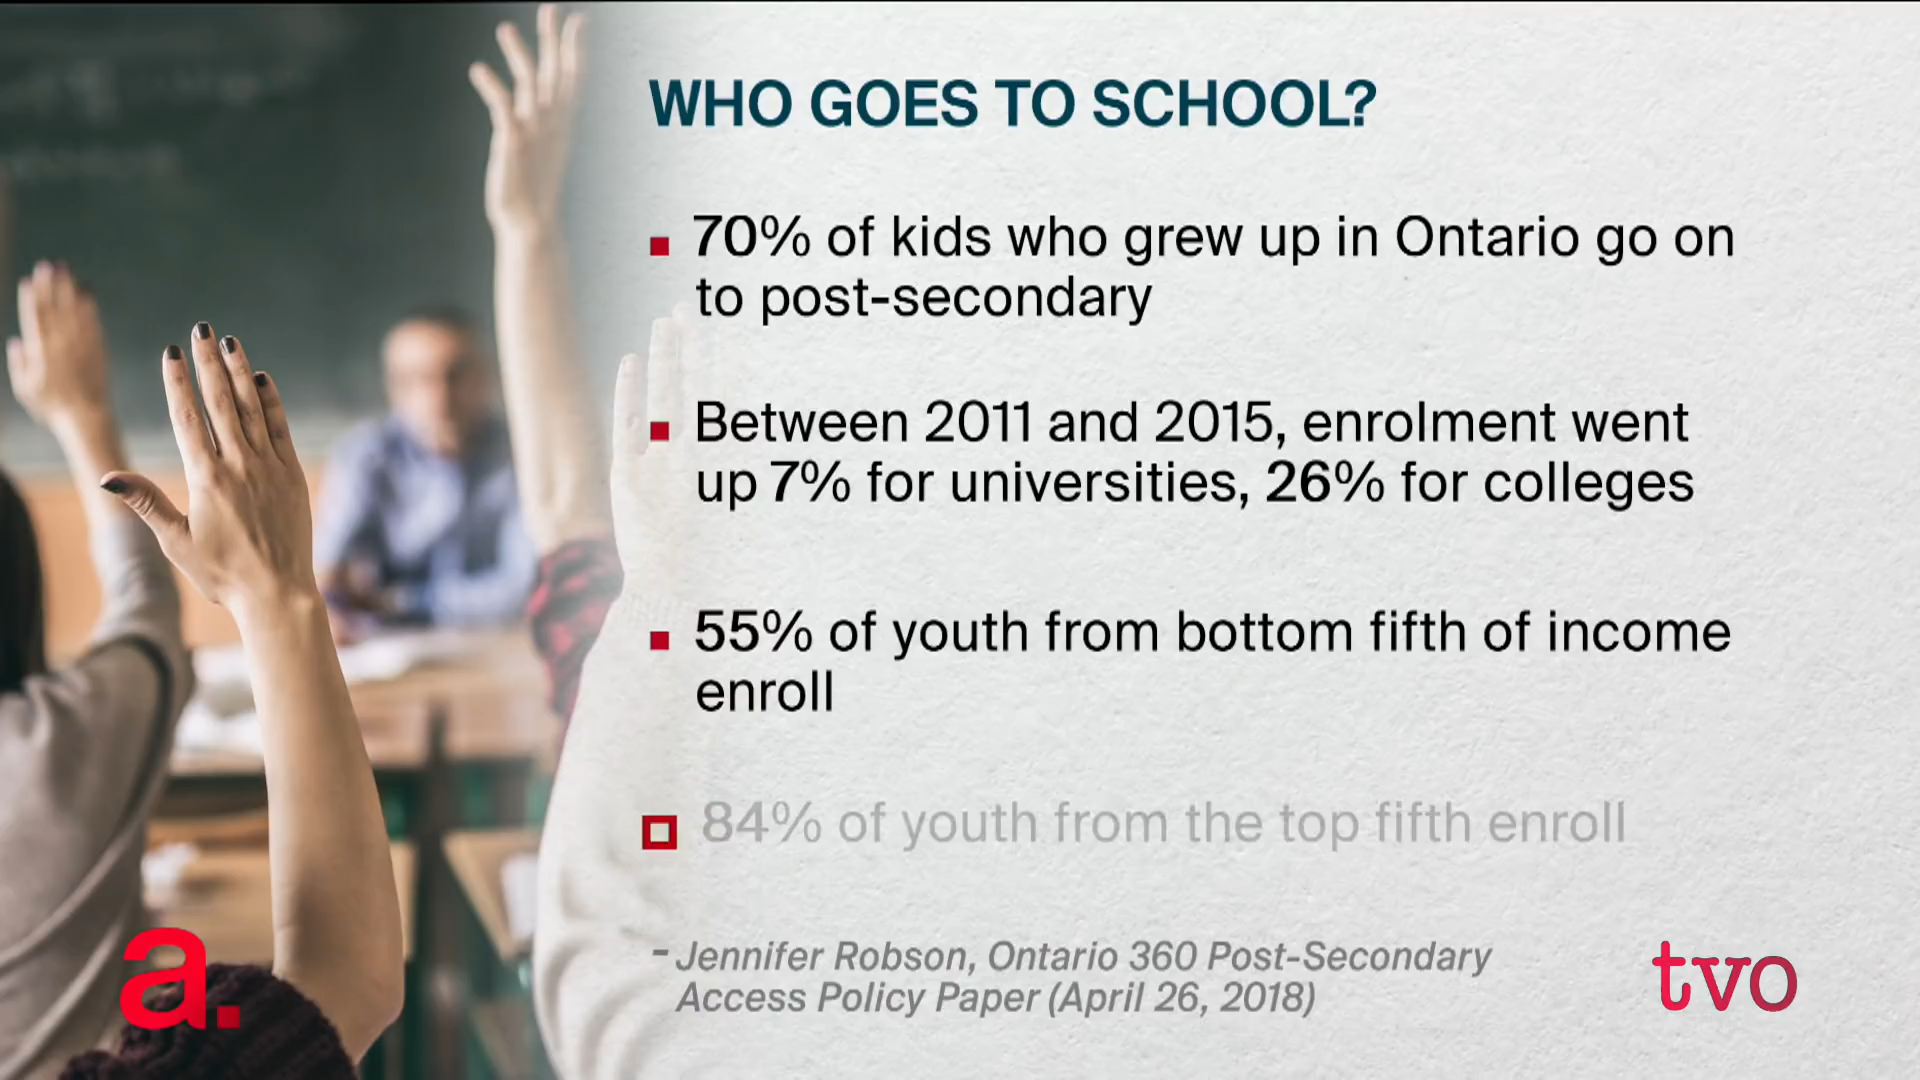 WHO GOES TO SCHOOL?
70% of kids who grew up in Ontario go on
to post-secondary
Between 2011 and 2015, enrolment went
up 7% for universities, 26% for colleges
55% of youth from bottom fifth of income
enroll
84% of youth from the top fifth enroll
- Jennifer Robson, Ontario 360 Post-Secondary
Access Policy Paper (April 26, 2018)
a.
tvo